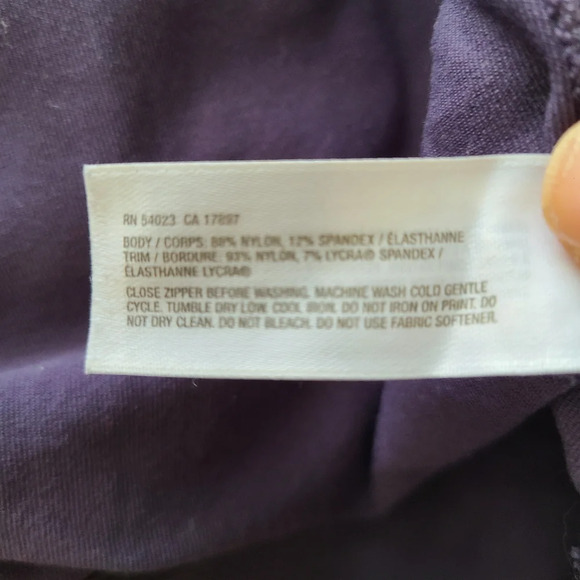 RN 54023 CA 17897
BODY / CORPS: 88% NYLON, 12% SPANDEX / ÉLASTHANNE
TRIM / BORDURE: 93% NYLON, 7% LYCRA® SPANDEX /
ÉLASTHANNE LYCRA®
CLOSE ZIPPER BEFORE WASHING. MACHINE WASH COLD GENTLE
CYCLE. TUMBLE DRY LOW. COOL IRON. DO NOT IRON ON PRINT. DO
NOT DRY CLEAN. DO NOT BLEACH. DO NOT USE FABRIC SOFTENER.